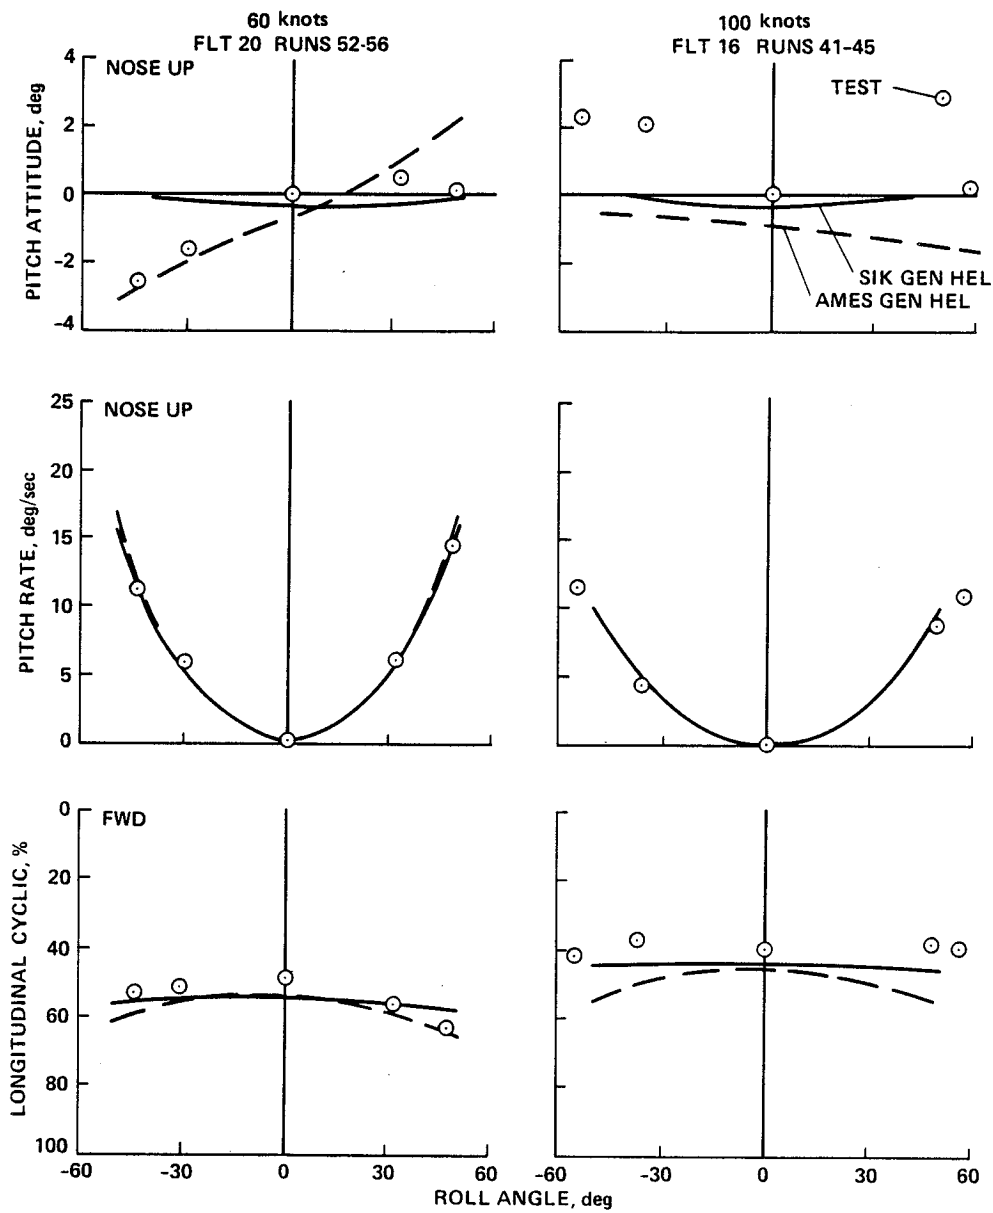 60 knots
FLT 20 RUNS 52-56
100 knots
FLT 16 RUNS 41-45
PITCH ATTITUDE, deg
4
2
0
-2
-4
NOSE UP
TEST
SIK GEN HEL
AMES GEN HEL
PITCH RATE, deg/sec
25
20
15
10
5
0
NOSE UP
LONGITUDINAL CYCLIC, %
0
20
40
60
80
100
FWD
-60
-30
0
30
60
-60
-30
0
30
60
ROLL ANGLE, deg